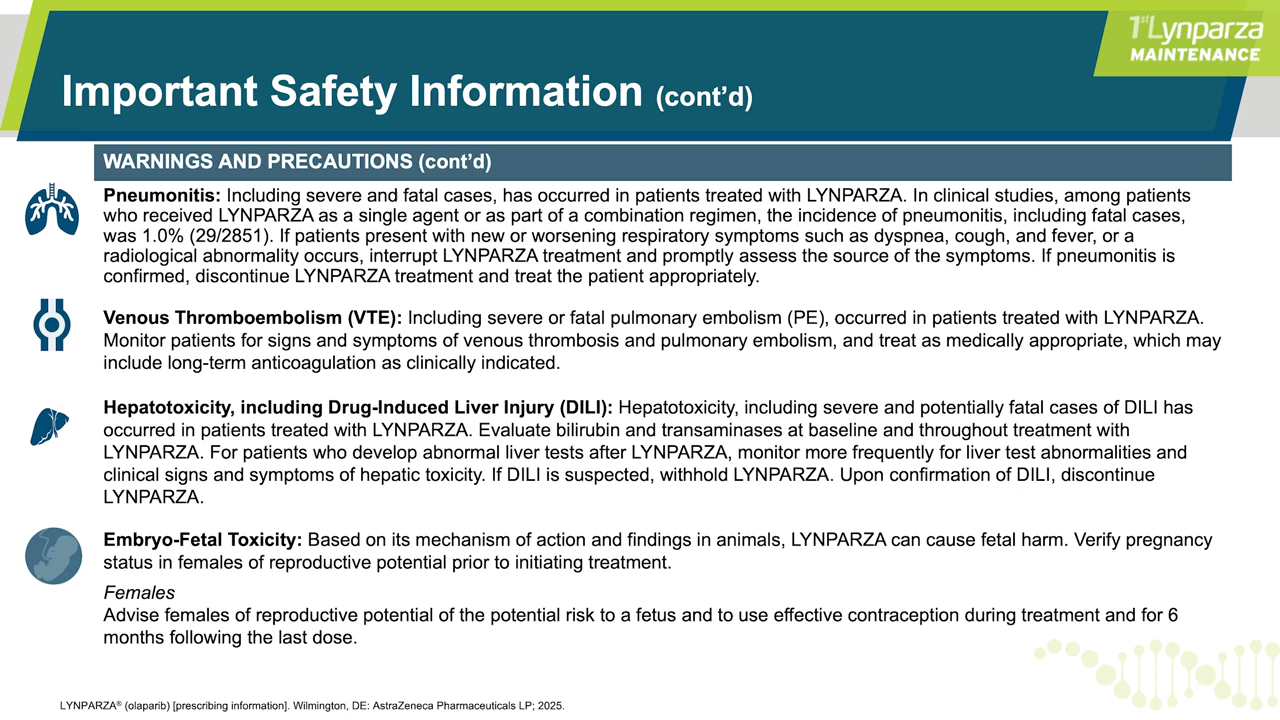 1st Lynparza
MAINTENANCE
Important Safety Information (cont’d)
WARNINGS AND PRECAUTIONS (cont’d)
Pneumonitis: Including severe and fatal cases, has occurred in patients treated with LYNPARZA. In clinical studies, among patients
who received LYNPARZA as a single agent or as part of a combination regimen, the incidence of pneumonitis, including fatal cases,
was 1.0% (29/2851). If patients present with new or worsening respiratory symptoms such as dyspnea, cough, and fever, or a
radiological abnormality occurs, interrupt LYNPARZA treatment and promptly assess the source of the symptoms. If pneumonitis is
confirmed, discontinue LYNPARZA treatment and treat the patient appropriately.
Venous Thromboembolism (VTE): Including severe or fatal pulmonary embolism (PE), occurred in patients treated with LYNPARZA.
Monitor patients for signs and symptoms of venous thrombosis and pulmonary embolism, and treat as medically appropriate, which may
include long-term anticoagulation as clinically indicated.
Hepatotoxicity, including Drug-Induced Liver Injury (DILI): Hepatotoxicity, including severe and potentially fatal cases of DILI has
occurred in patients treated with LYNPARZA. Evaluate bilirubin and transaminases at baseline and throughout treatment with
LYNPARZA. For patients who develop abnormal liver tests after LYNPARZA, monitor more frequently for liver test abnormalities and
clinical signs and symptoms of hepatic toxicity. If DILI is suspected, withhold LYNPARZA. Upon confirmation of DILI, discontinue
LYNPARZA.
Embryo-Fetal Toxicity: Based on its mechanism of action and findings in animals, LYNPARZA can cause fetal harm. Verify pregnancy
status in females of reproductive potential prior to initiating treatment.
Females
Advise females of reproductive potential of the potential risk to a fetus and to use effective contraception during treatment and for 6
months following the last dose.
LYNPARZA® (olaparib) [prescribing information]. Wilmington, DE: AstraZeneca Pharmaceuticals LP; 2025.